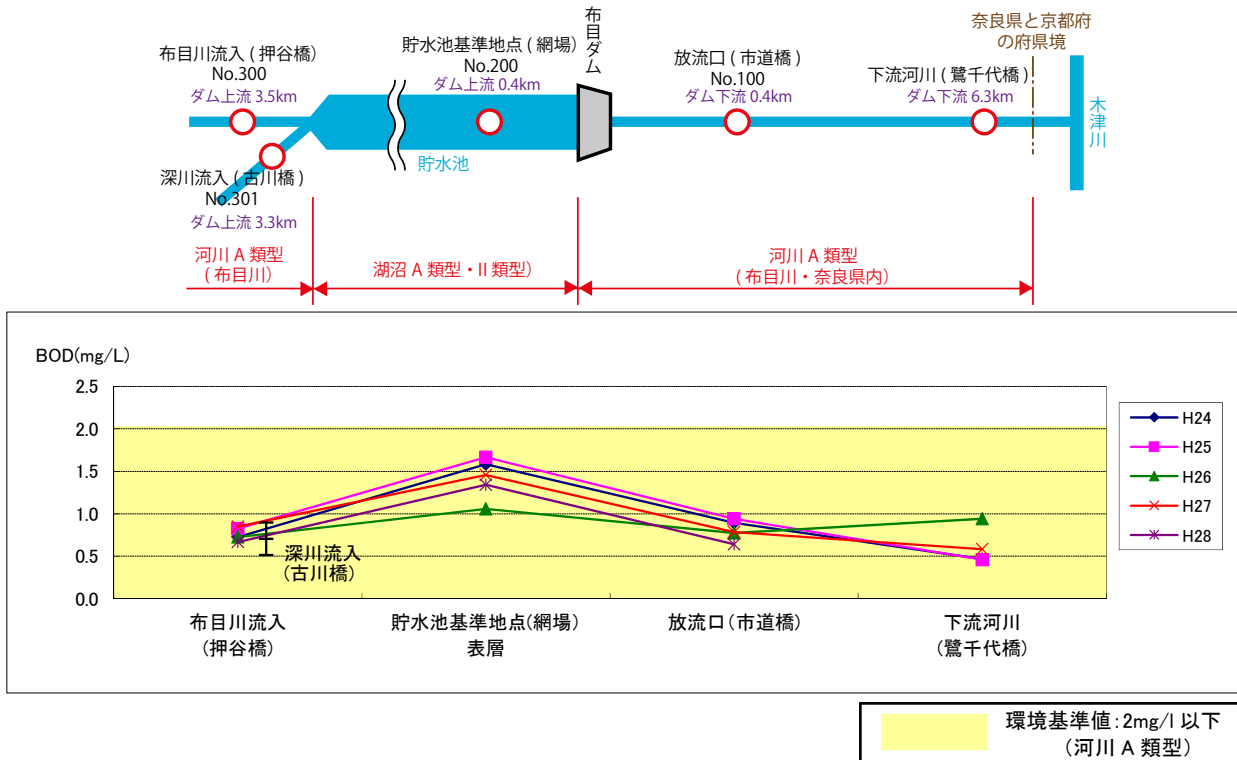 布目川流入 ( 押谷橋)
No.300
ダム上流 3.5km
貯水池基準地点 ( 網場 )
No.200
ダム上流 0.4km
布目ダム
放流口 ( 市道橋 )
No.100
ダム下流 0.4km
奈良県と京都府
の府県境
下流河川 ( 鷺千代橋 )
ダム下流 6.3km
木津川
貯水池
深川流入 ( 古川橋 )
No.301
ダム上流 3.3km
河川 A 類型
( 布目川 )
湖沼 A 類型・II 類型)
河川 A 類型
( 布目川・奈良県内)
BOD(mg/L)
2.5
2.0
1.5
1.0
0.5
0.0
深川流入
(古川橋)
布目川流入
(押谷橋)
貯水池基準地点(網場)
表層
放流口(市道橋)
下流河川
(鷺千代橋)
H24
H25
H26
H27
H28
環境基準値:2mg/l 以下
(河川 A 類型)